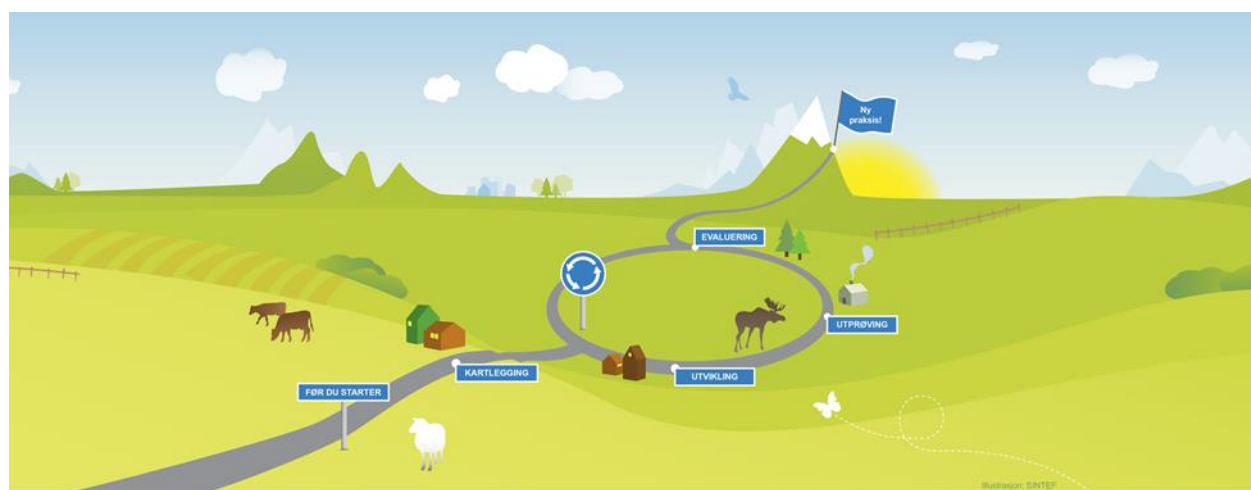 Ny
praksis!
EVALUERING
UTPRØVING
KARTLEGGING
UTVIKLING
FØR DU STARTER
Illustrasjon: SINTEF